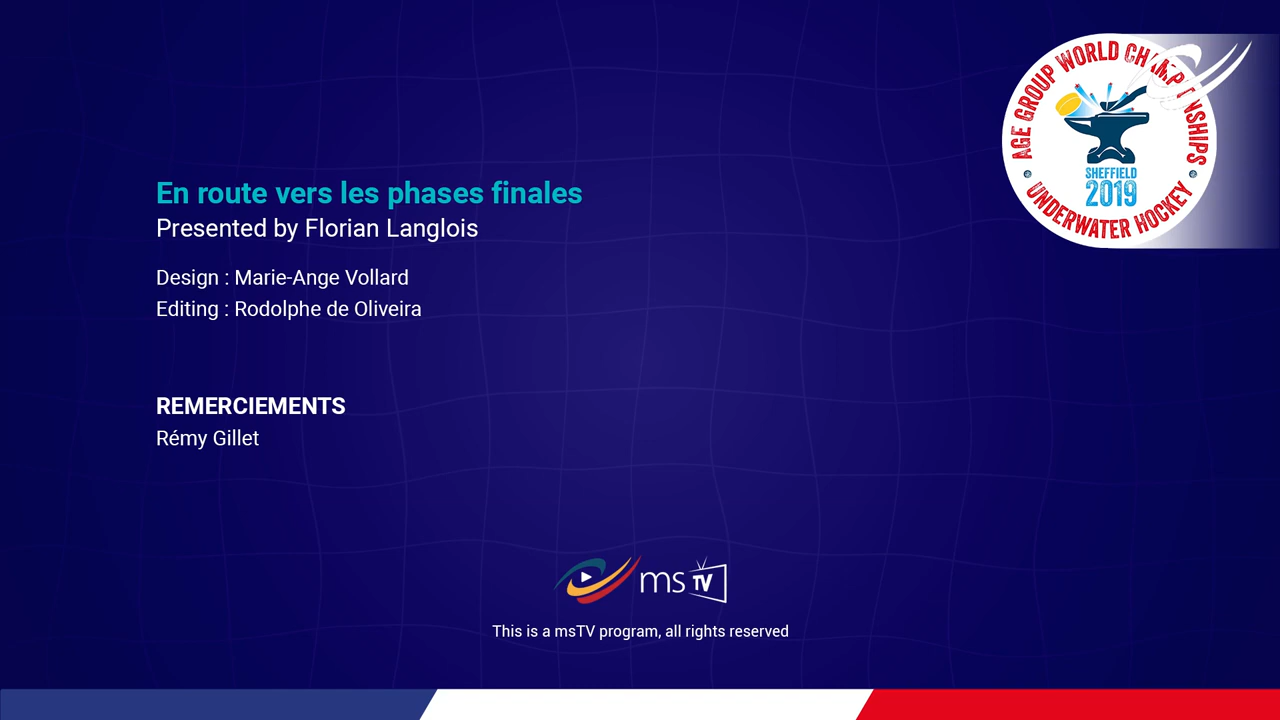 AGE GROUP WORLD CHAMPIONSHIPS
SHEFFIELD
2019
UNDERWATER HOCKEY
En route vers les phases finales
Presented by Florian Langlois
Design : Marie-Ange Vollard
Editing : Rodolphe de Oliveira
REMERCIEMENTS
Rémy Gillet
ms TV
This is a msTV program, all rights reserved